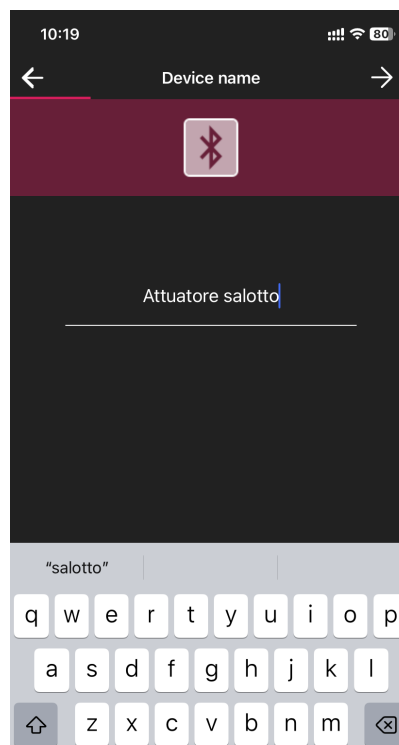 10:19
80
Device name
Attuatore salotto
“salotto”
q w e r t y u i o p
a s d f g h j k l
z x c v b n m